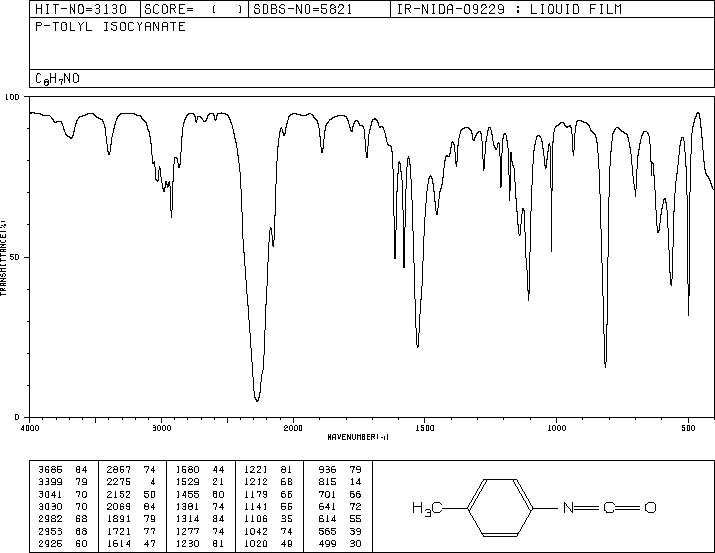 HIT-NO=3130 SCORE= ( ) SDBS-NO=5821 IR-NIDA-09229 : LIQUID FILM
P-TOLYL ISOCYANATE
C8H7NO
100
50
0
TRANSMITTANCE(%)
4000 3000 2000 1500 1000 500
WAVENUMBER(-1)
3685 84 2867 74 1580 44 1221 81 936 79
3399 79 2275 4 1529 21 1212 68 815 14
3041 70 2152 50 1455 60 1179 66 701 66
3030 70 2069 84 1381 74 1141 55 641 72
2982 68 1891 79 1314 84 1106 35 614 55
2953 68 1721 77 1277 74 1042 74 565 39
2925 60 1614 47 1230 81 1020 49 499 30
H3C N C O